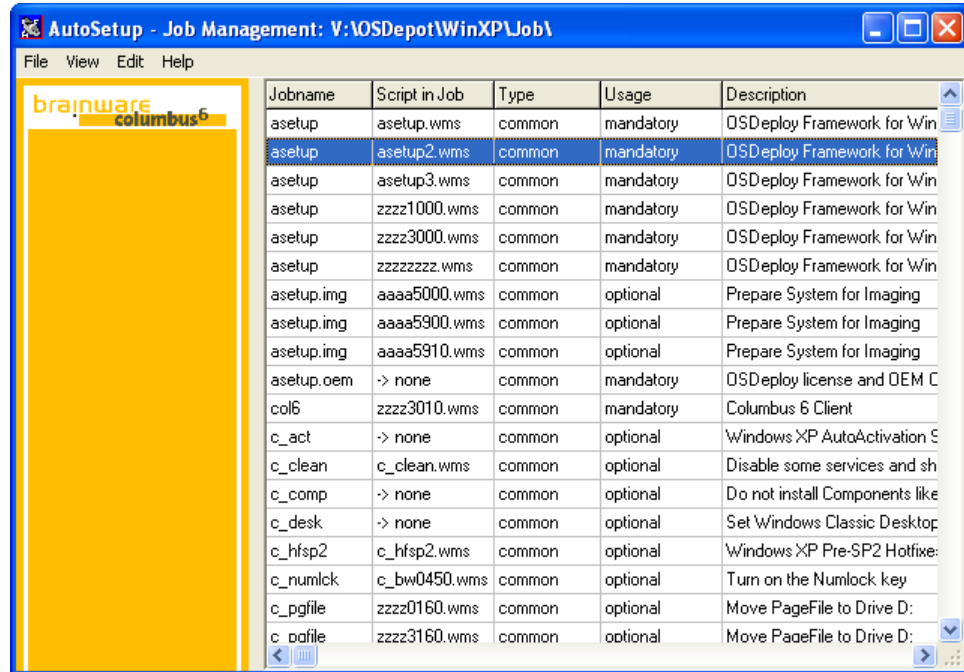 AutoSetup - Job Management: V:\OSDepot\WinXP\Job\
File View Edit Help
brainware
columbus6
Jobname Script in Job Type Usage Description
asetup asetup.wms common mandatory OSDeploy Framework for Win
asetup asetup2.wms common mandatory OSDeploy Framework for Win
asetup asetup3.wms common mandatory OSDeploy Framework for Win
asetup zzzz1000.wms common mandatory OSDeploy Framework for Win
asetup zzzz3000.wms common mandatory OSDeploy Framework for Win
asetup zzzzzzzz.wms common mandatory OSDeploy Framework for Win
asetup.img aaaa5000.wms common optional Prepare System for Imaging
asetup.img aaaa5900.wms common optional Prepare System for Imaging
asetup.img aaaa5910.wms common optional Prepare System for Imaging
asetup.oem -> none common mandatory OSDeploy license and OEM C
col6 zzzz3010.wms common mandatory Columbus 6 Client
c_act -> none common optional Windows XP AutoActivation S
c_clean c_clean.wms common optional Disable some services and sh
c_comp -> none common optional Do not install Components like
c_desk -> none common optional Set Windows Classic Desktop
c_hfsp2 c_hfsp2.wms common optional Windows XP Pre-SP2 Hotfixe
c_numlck c_bw0450.wms common optional Turn on the Numlock key
c_pgfile zzzz0160.wms common optional Move PageFile to Drive D:
c_pgfile zzzz3160.wms common optional Move PageFile to Drive D: